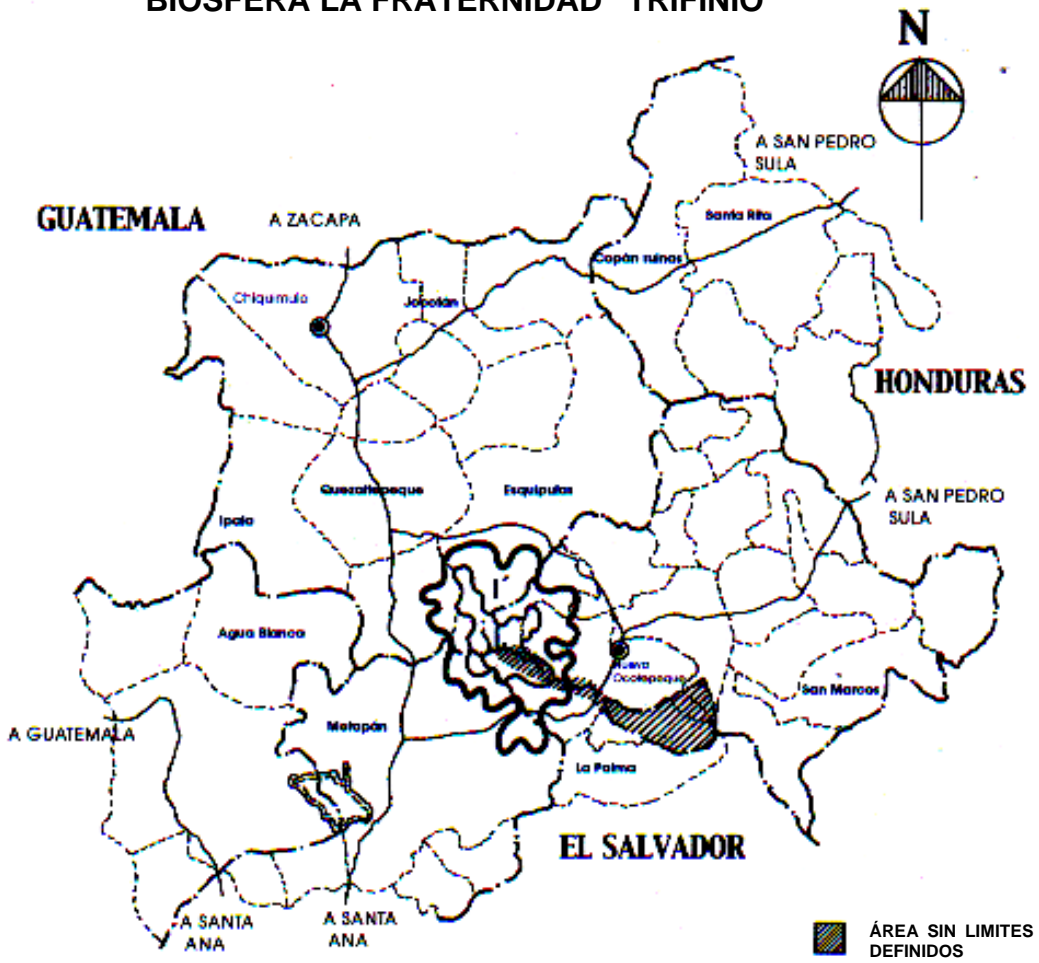 BIOSFERA LA FRATERNIDAD TRIFINIO
N
A SAN PEDRO
SULA
GUATEMALA
A ZACAPA
Santa Rita
Copán ruinas
Chiquimula
Jocotán
HONDURAS
Quezaltepeque
Esquipulas
A SAN PEDRO
SULA
Ipala
Agua Blanca
Nueva
Ocotepeque
San Marcos
A GUATEMALA
Metapán
La Palma
EL SALVADOR
A SANTA
ANA
A SANTA
ANA
ÁREA SIN LIMITES
DEFINIDOS